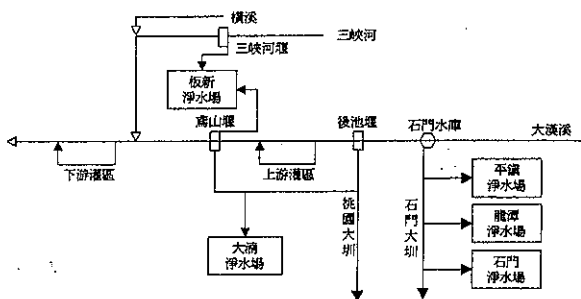 橫溪
三峽河
三峽河堰
板新
淨水場
鳶山堰
後池堰
石門水庫
大漢溪
下游灌區
上游灌區
桃園大圳
石門大圳
平鎮
淨水場
龍潭
淨水場
石門
淨水場
大湳
淨水場